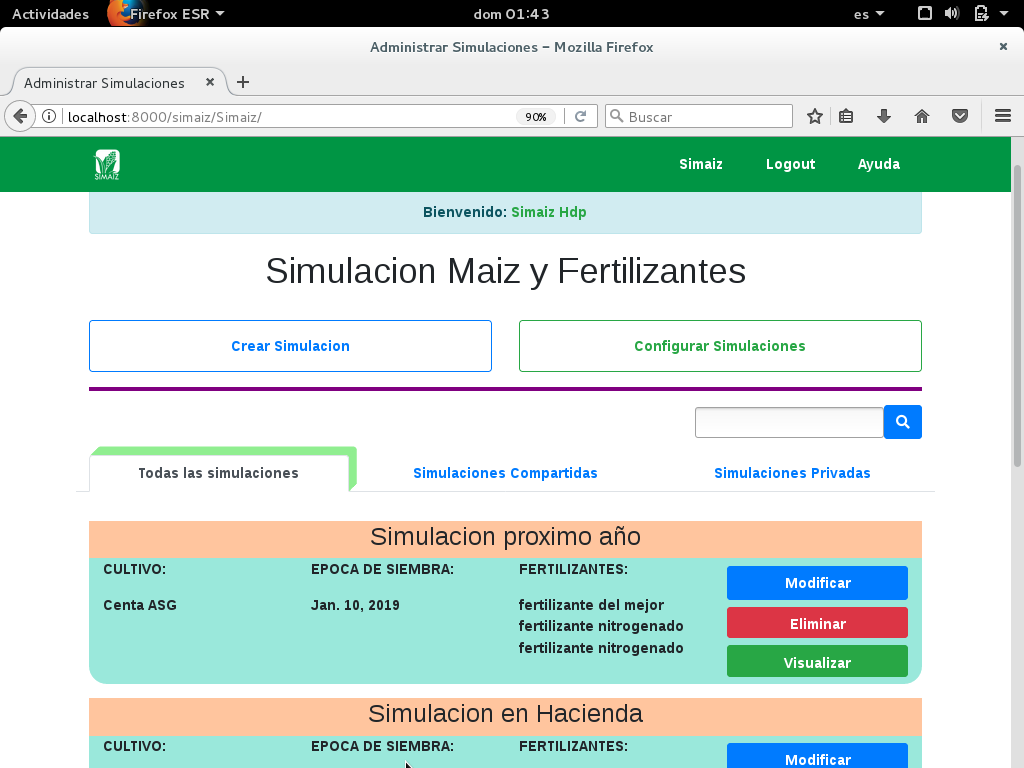 Actividades Firefox ESR dom 01:43 es
Administrar Simulaciones – Mozilla Firefox
Administrar Simulaciones
localhost:8000/simaiz/Simaiz/ 90% Buscar
SIMAIZ Simaiz Logout Ayuda
Bienvenido: Simaiz Hdp
Simulacion Maiz y Fertilizantes
Crear Simulacion Configurar Simulaciones
Todas las simulaciones Simulaciones Compartidas Simulaciones Privadas
Simulacion proximo año
CULTIVO: EPOCA DE SIEMBRA: FERTILIZANTES:
Modificar
Centa ASG Jan. 10, 2019 fertilizante del mejor
fertilizante nitrogenado Eliminar
fertilizante nitrogenado
Visualizar
Simulacion en Hacienda
CULTIVO: EPOCA DE SIEMBRA: FERTILIZANTES:
Modificar